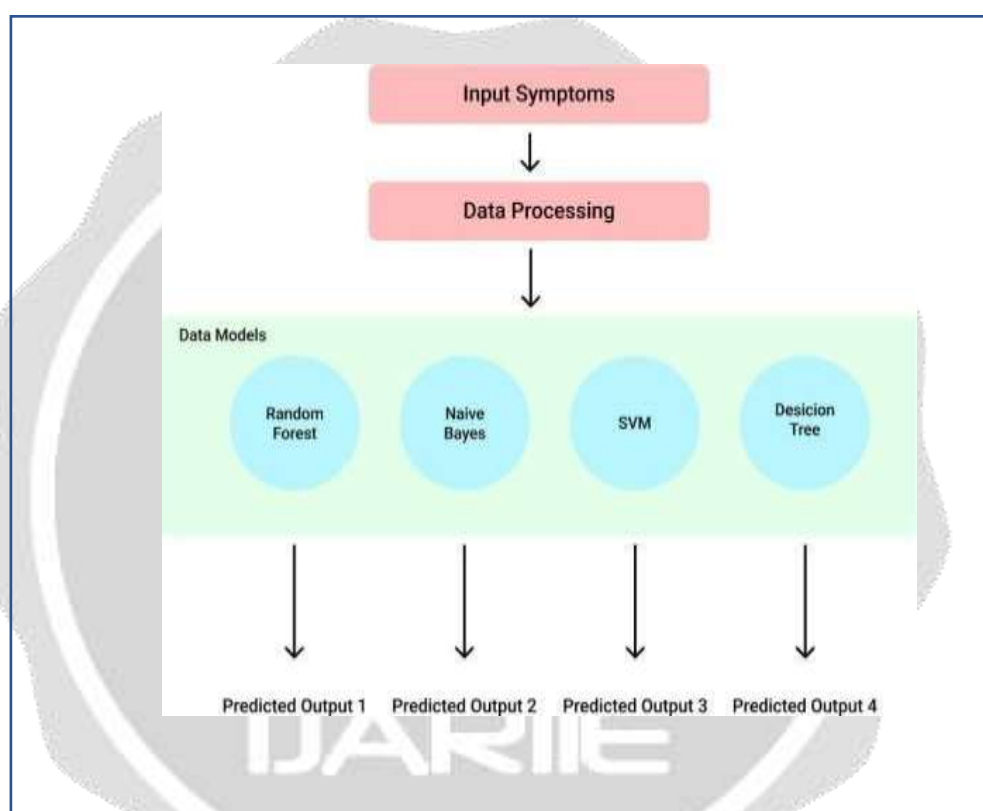 Input Symptoms
Data Processing
Data Models
Random
Forest
Naive
Bayes
SVM
Desicion
Tree
Predicted Output 1
Predicted Output 2
Predicted Output 3
Predicted Output 4
IJARIIE